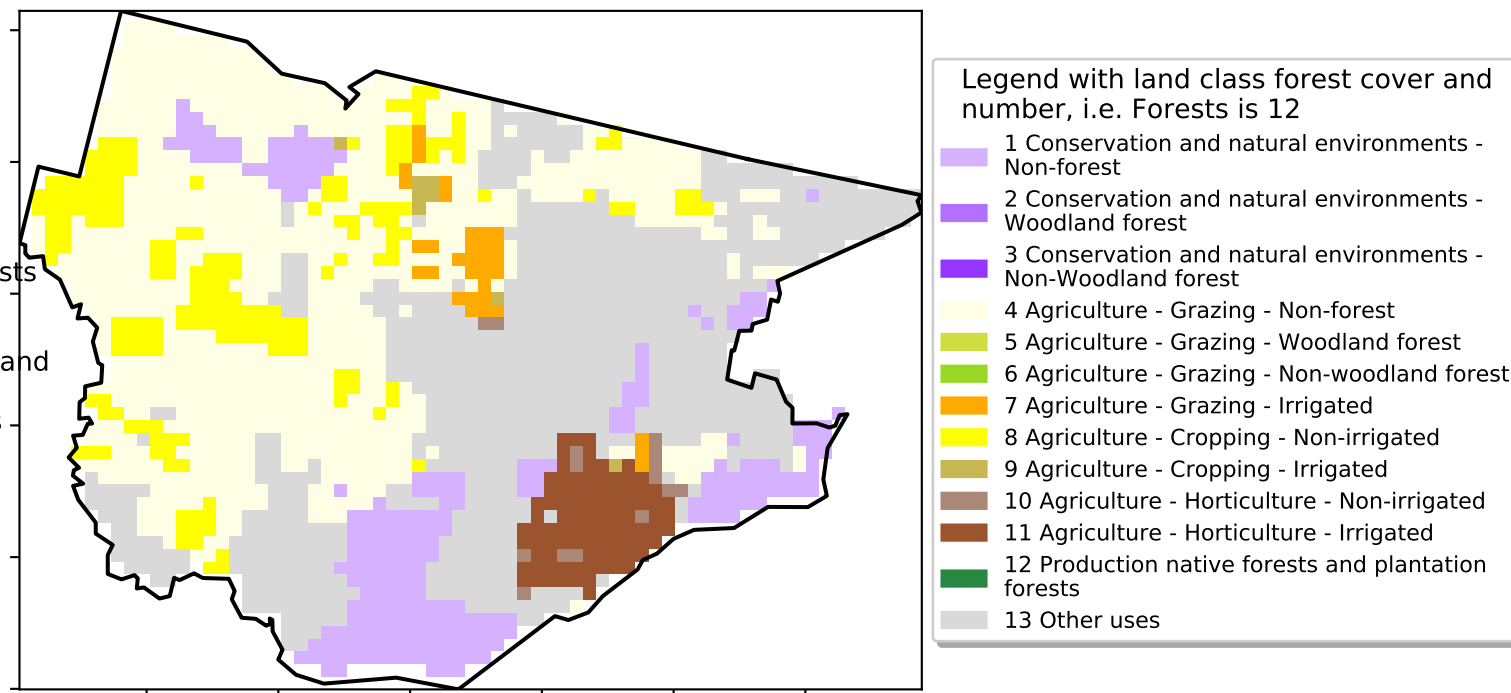 Legend with land class forest cover and
number, i.e. Forests is 12
1 Conservation and natural environments -
Non-forest
2 Conservation and natural environments -
Woodland forest
3 Conservation and natural environments -
Non-Woodland forest
4 Agriculture - Grazing - Non-forest
5 Agriculture - Grazing - Woodland forest
6 Agriculture - Grazing - Non-woodland forest
7 Agriculture - Grazing - Irrigated
8 Agriculture - Cropping - Non-irrigated
9 Agriculture - Cropping - Irrigated
10 Agriculture - Horticulture - Non-irrigated
11 Agriculture - Horticulture - Irrigated
12 Production native forests and plantation
forests
13 Other uses
sts
and